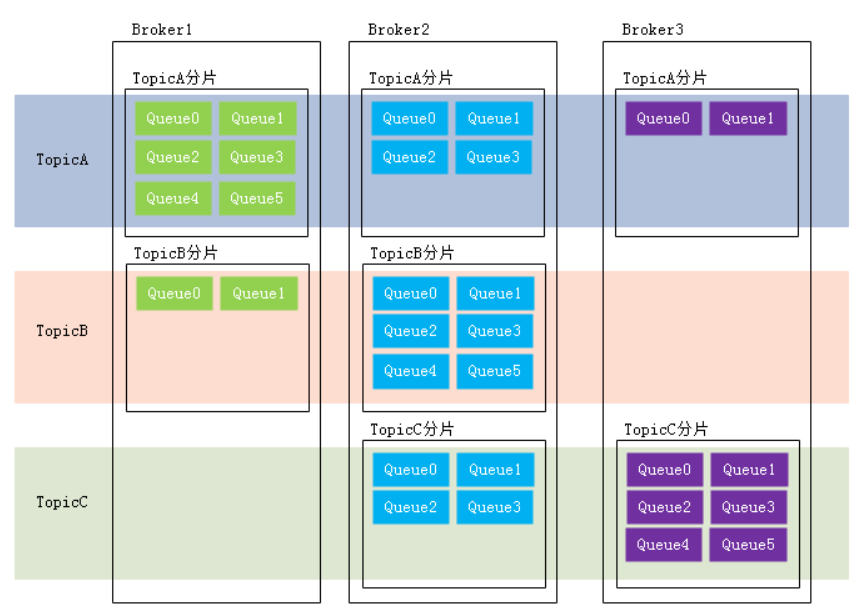 Broker1 Broker2 Broker3
TopicA分片 TopicA分片 TopicA分片
Queue0 Queue1 Queue0 Queue1 Queue0 Queue1
TopicA Queue2 Queue3 Queue2 Queue3
Queue4 Queue5
TopicB分片 TopicB分片
Queue0 Queue1 Queue0 Queue1
TopicB Queue2 Queue3
Queue4 Queue5
TopicC分片 TopicC分片
Queue0 Queue1 Queue0 Queue1
TopicC Queue2 Queue3 Queue2 Queue3
Queue4 Queue5